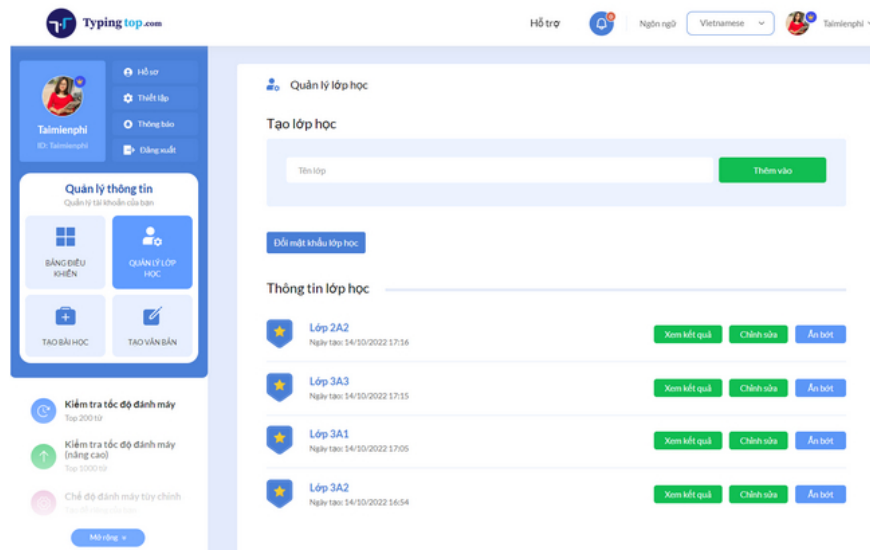 Typing top.com
Hỗ trợ
Ngôn ngữ
Vietnamese
Taimienphi
Taimienphi
ID: Taimienphi
Hồ sơ
Thiết lập
Thông báo
Đăng xuất
Quản lý thông tin
Quản lý tài khoản của bạn
BẢNG ĐIỀU
KHIỂN
QUẢN LÝ LỚP
HỌC
TẠO BÀI HỌC
TẠO VĂN BẢN
Kiểm tra tốc độ đánh máy
Top 200 từ
Kiểm tra tốc độ đánh máy
(nâng cao)
Top 1000 từ
Chế độ đánh máy tùy chỉnh
Mở rộng
Quản lý lớp học
Tạo lớp học
Tên lớp
Thêm vào
Đổi mật khẩu lớp học
Thông tin lớp học
Lớp 2A2
Ngày tạo: 14/10/2022 17:16
Xem kết quả
Chỉnh sửa
Ẩn bớt
Lớp 3A3
Ngày tạo: 14/10/2022 17:15
Xem kết quả
Chỉnh sửa
Ẩn bớt
Lớp 3A1
Ngày tạo: 14/10/2022 17:05
Xem kết quả
Chỉnh sửa
Ẩn bớt
Lớp 3A2
Ngày tạo: 14/10/2022 16:54
Xem kết quả
Chỉnh sửa
Ẩn bớt